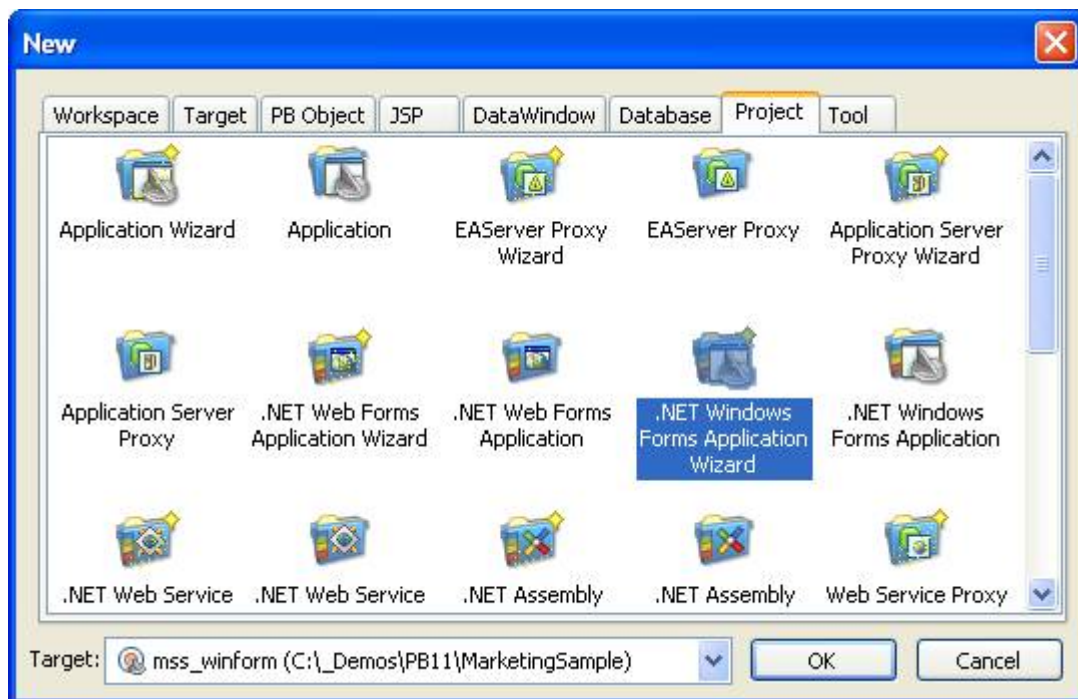 New
Workspace Target PB Object JSP DataWindow Database Project Tool
Application Wizard Application EAServer Proxy EAServer Proxy Application Server
Wizard Proxy Wizard
Application Server .NET Web Forms .NET Web Forms .NET Windows .NET Windows
Proxy Application Wizard Application Forms Application Forms Application
Wizard
.NET Web Service .NET Web Service .NET Assembly .NET Assembly Web Service Proxy
Target: mss_winform (C:\_Demos\PB11\MarketingSample) OK Cancel